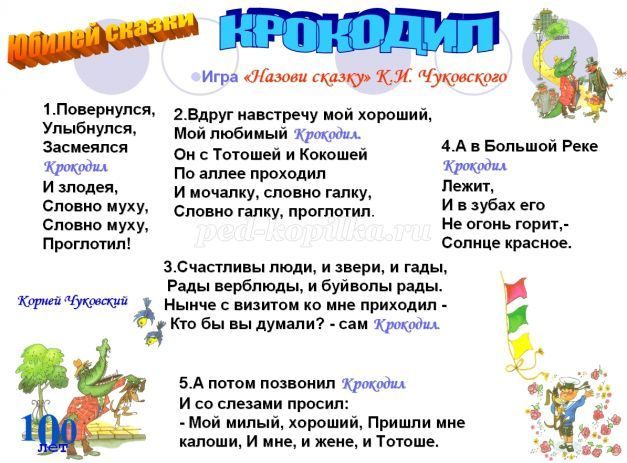 Юбилей сказки
КРОКОДИЛ
Игра «Назови сказку» К.И. Чуковского
1.Повернулся,
Улыбнулся,
Засмеялся
Крокодил
И злодея,
Словно муху,
Словно муху,
Проглотил!
2.Вдруг навстречу мой хороший,
Мой любимый Крокодил.
Он с Тотошей и Кокошей
По аллее проходил
И мочалку, словно галку,
Словно галку, проглотил.
4.А в Большой Реке
Крокодил
Лежит,
И в зубах его
Не огонь горит,-
Солнце красное.
ped-kopilka.ru
3.Счастливы люди, и звери, и гады,
Рады верблюды, и буйволы рады.
Нынче с визитом ко мне приходил -
Кто бы вы думали? - сам Крокодил.
Корней Чуковский
5.А потом позвонил Крокодил
И со слезами просил:
- Мой милый, хороший, Пришли мне
калоши, И мне, и жене, и Тотоше.
100
лет